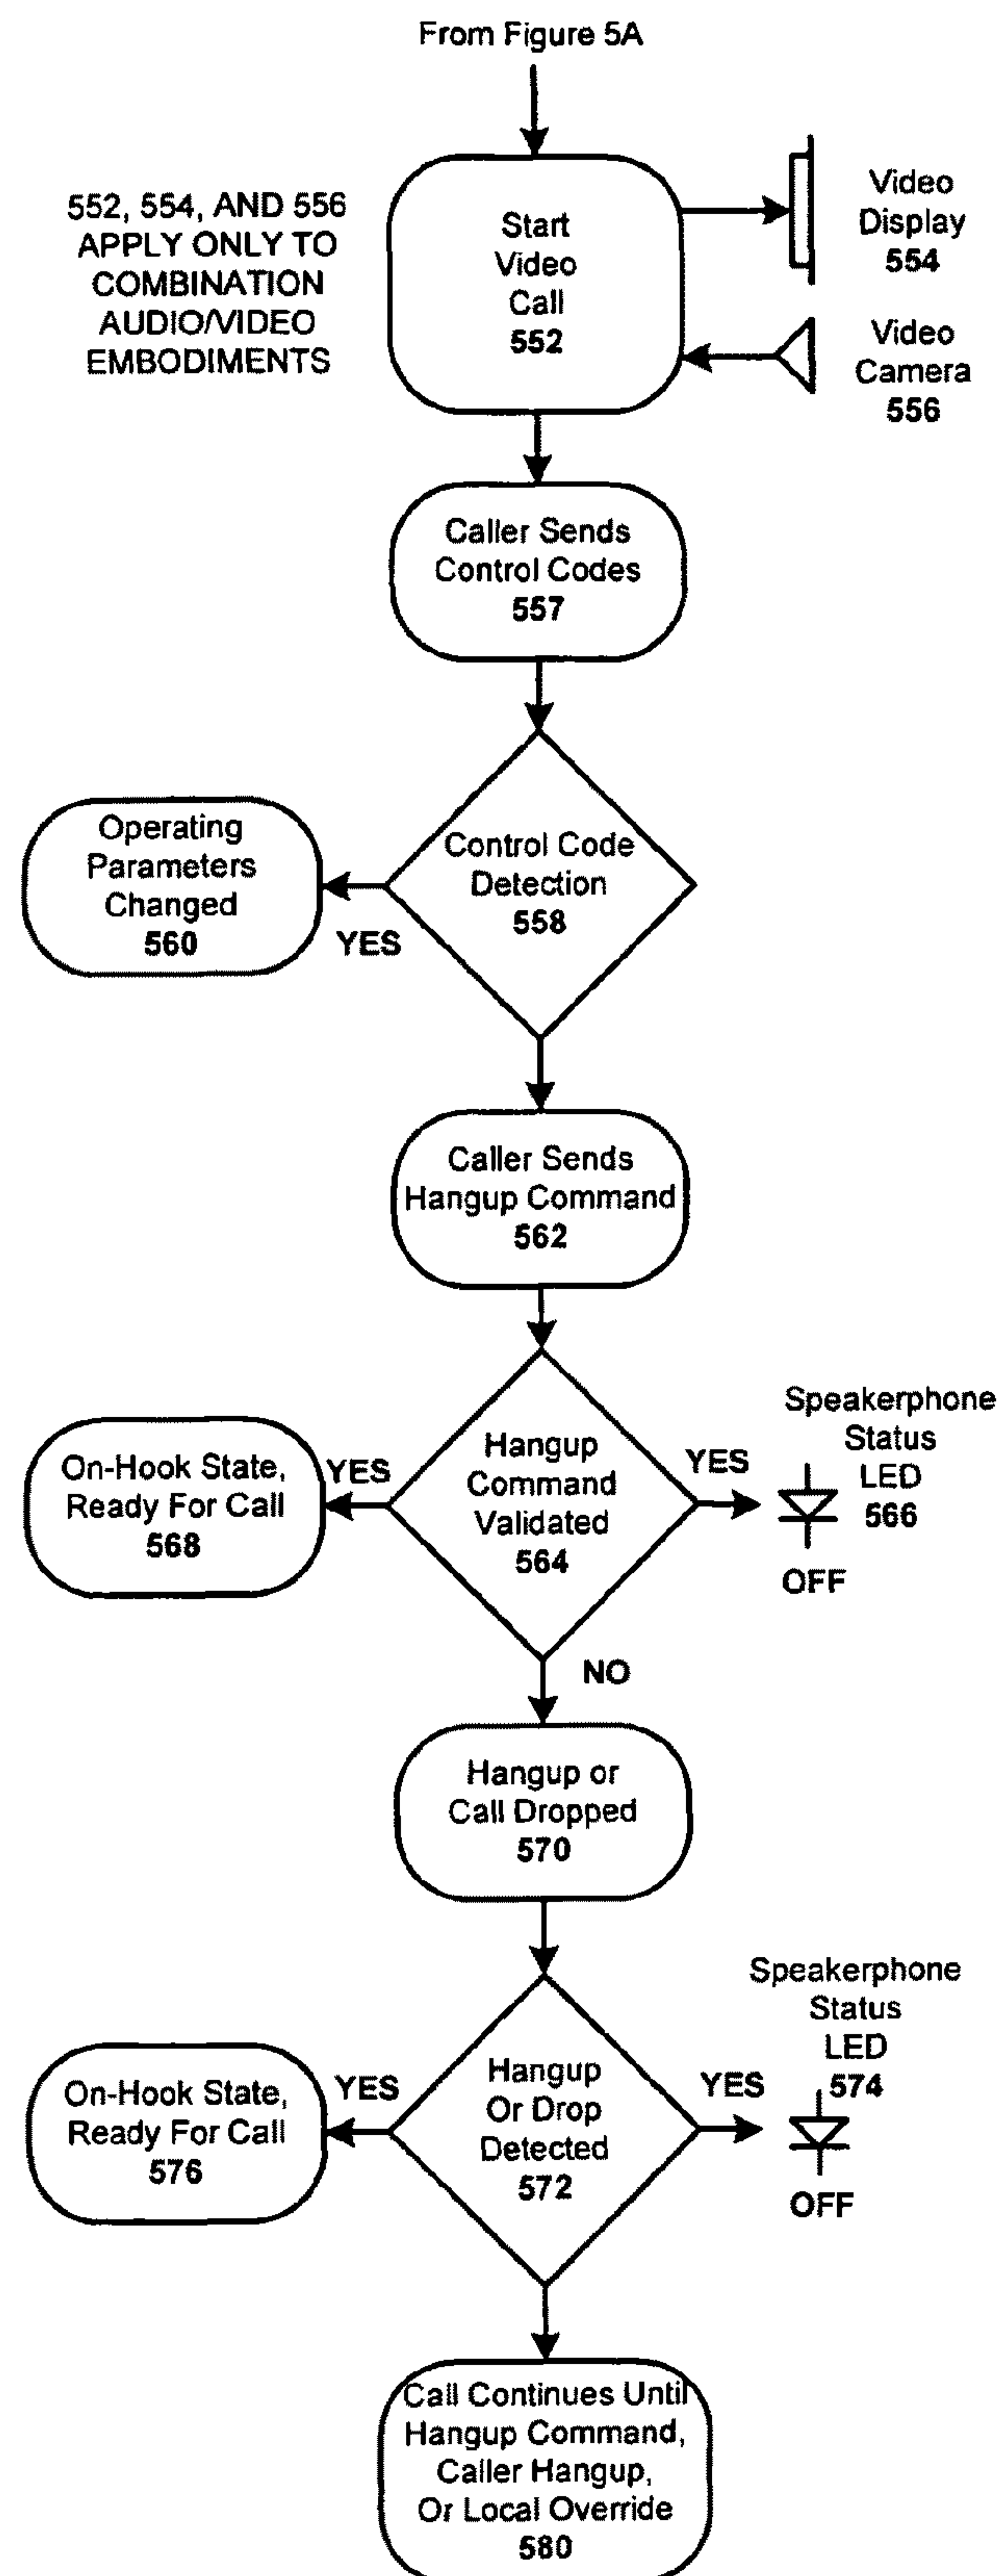 From Figure 5A
552, 554, AND 556
APPLY ONLY TO
COMBINATION
AUDIO/VIDEO
EMBODIMENTS
Start
Video
Call
552
Video
Display
554
Video
Camera
556
Caller Sends
Control Codes
557
Control Code
Detection
558
YES
Operating
Parameters
Changed
560
Caller Sends
Hangup Command
562
Hangup
Command
Validated
564
YES
On-Hook State,
Ready For Call
568
YES
Speakerphone
Status
LED
566
OFF
NO
Hangup or
Call Dropped
570
Hangup
Or Drop
Detected
572
YES
On-Hook State,
Ready For Call
576
YES
Speakerphone
Status
LED
574
OFF
Call Continues Until
Hangup Command,
Caller Hangup,
Or Local Override
580